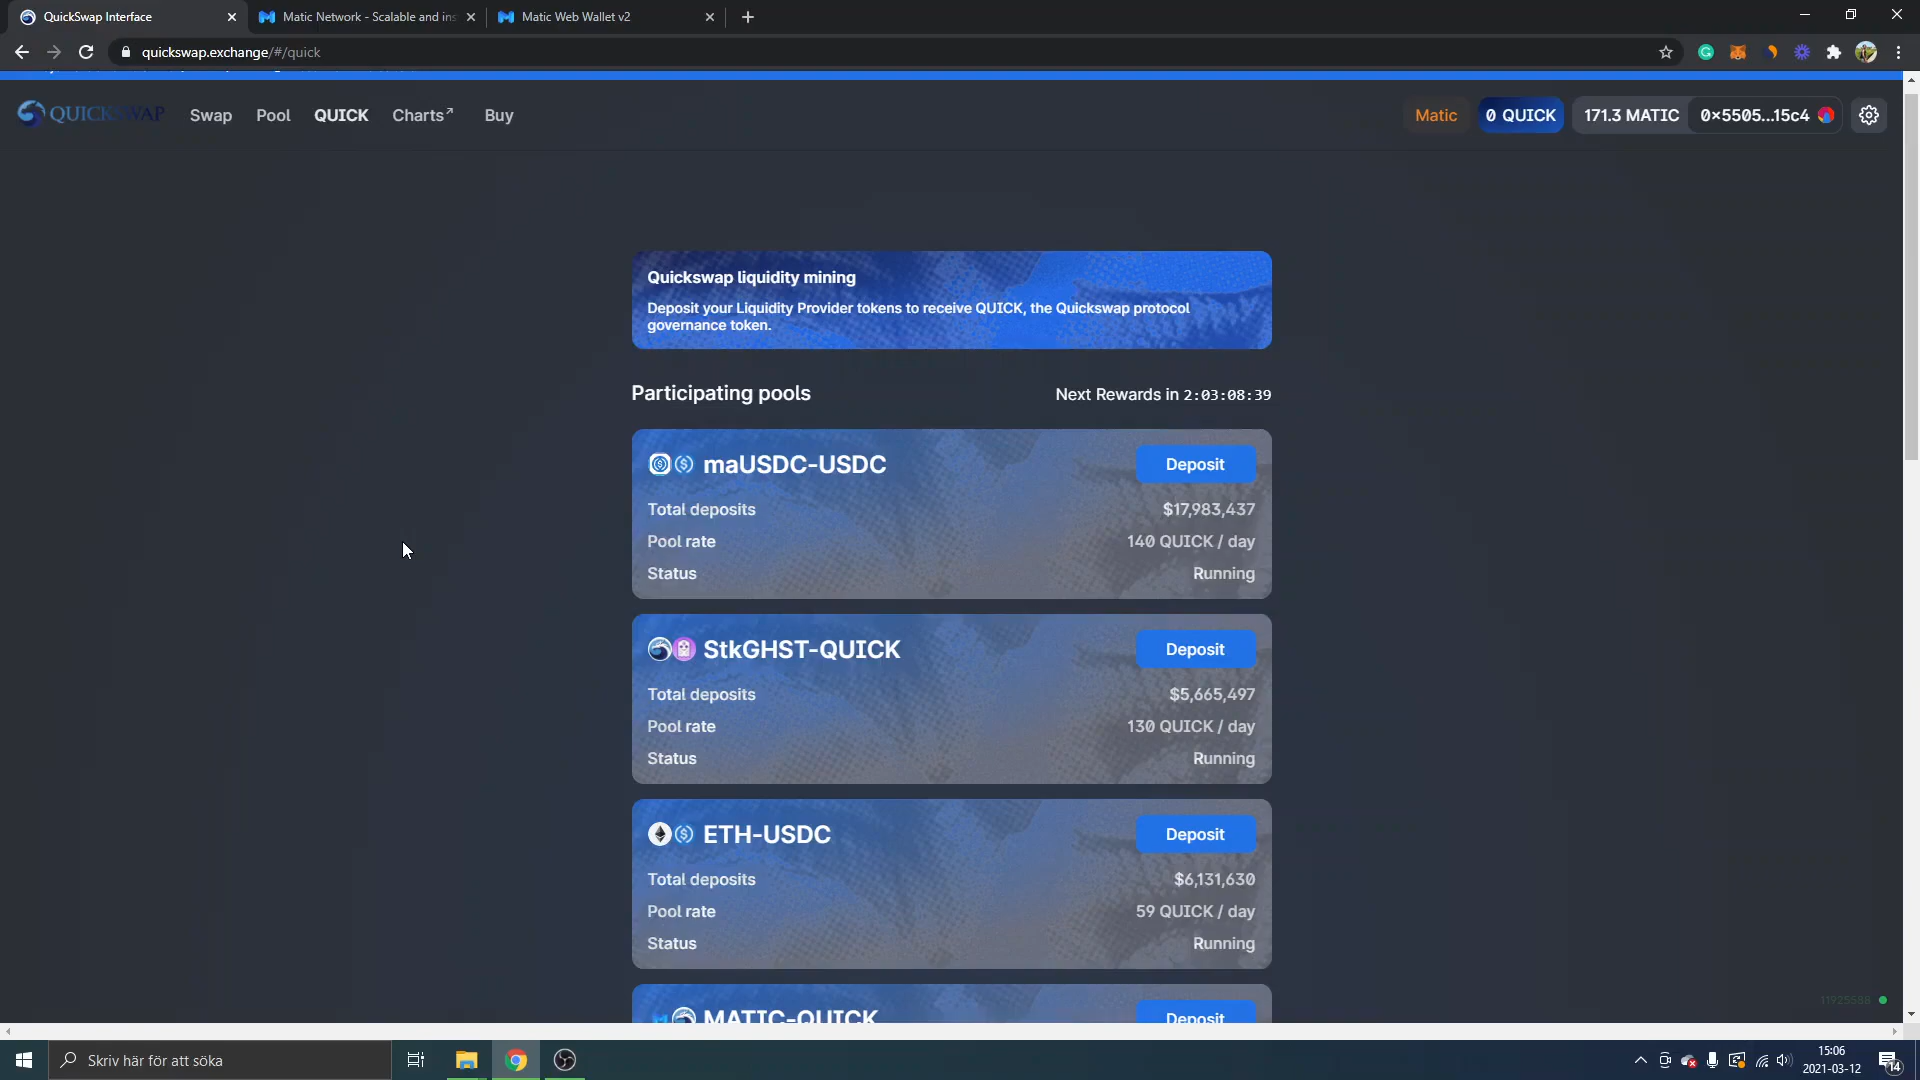 QuickSwap Interface
Matic Network - Scalable and ins
Matic Web Wallet v2
quickswap.exchange/#/quick
QUICKSWAP
Swap
Pool
QUICK
Charts↗
Buy
Matic
0 QUICK
171.3 MATIC
0×5505...15c4
Quickswap liquidity mining
Deposit your Liquidity Provider tokens to receive QUICK, the Quickswap protocol
governance token.
Participating pools
Next Rewards in 2:03:08:39
maUSDC-USDC
Deposit
Total deposits
$17,983,437
Pool rate
140 QUICK / day
Status
Running
StkGHST-QUICK
Deposit
Total deposits
$5,665,497
Pool rate
130 QUICK / day
Status
Running
ETH-USDC
Deposit
Total deposits
$6,131,630
Pool rate
59 QUICK / day
Status
Running
MATIC-QUICK
Deposit
Skriv här för att söka
15:06
2021-03-12
14